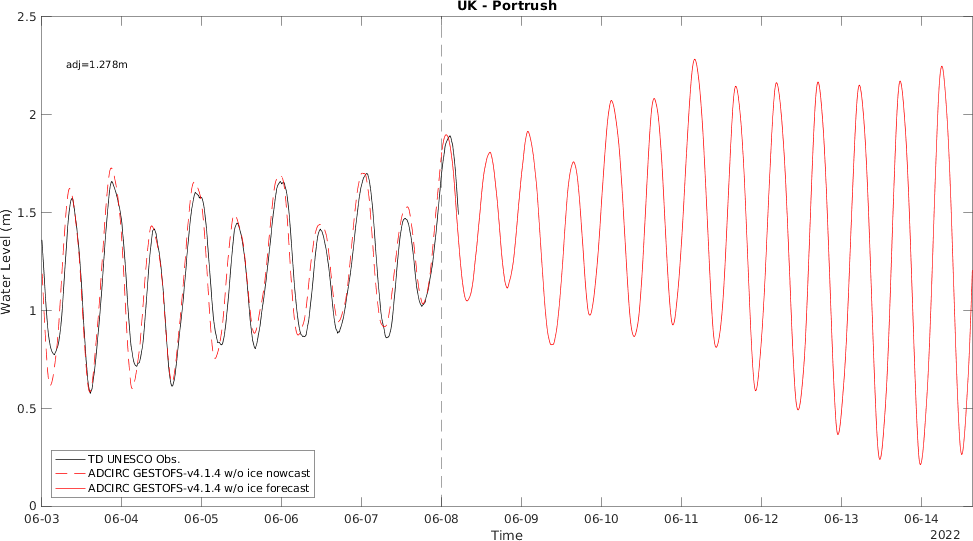 UK - Portrush
2.5
adj=1.278m
2
1.5
Water Level (m)
1
0.5
TD UNESCO Obs.
ADCIRC GESTOFS-v4.1.4 w/o ice nowcast
ADCIRC GESTOFS-v4.1.4 w/o ice forecast
0
06-03 06-04 06-05 06-06 06-07 06-08 06-09 06-10 06-11 06-12 06-13 06-14
Time
2022